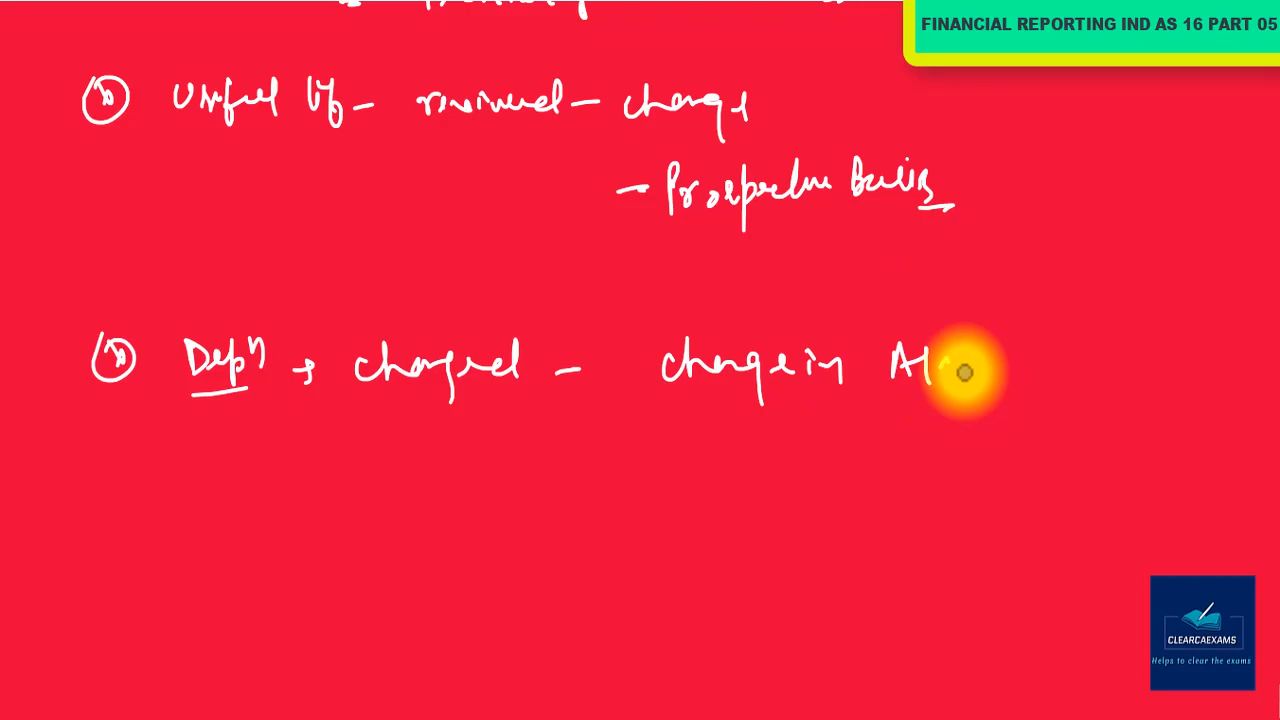 FINANCIAL REPORTING IND AS 16 PART 05
Useful life - reviewed - change
- Prospective Basis
Depn → charged - change in
CLEARCAEXAMS
Helps to clear the exams